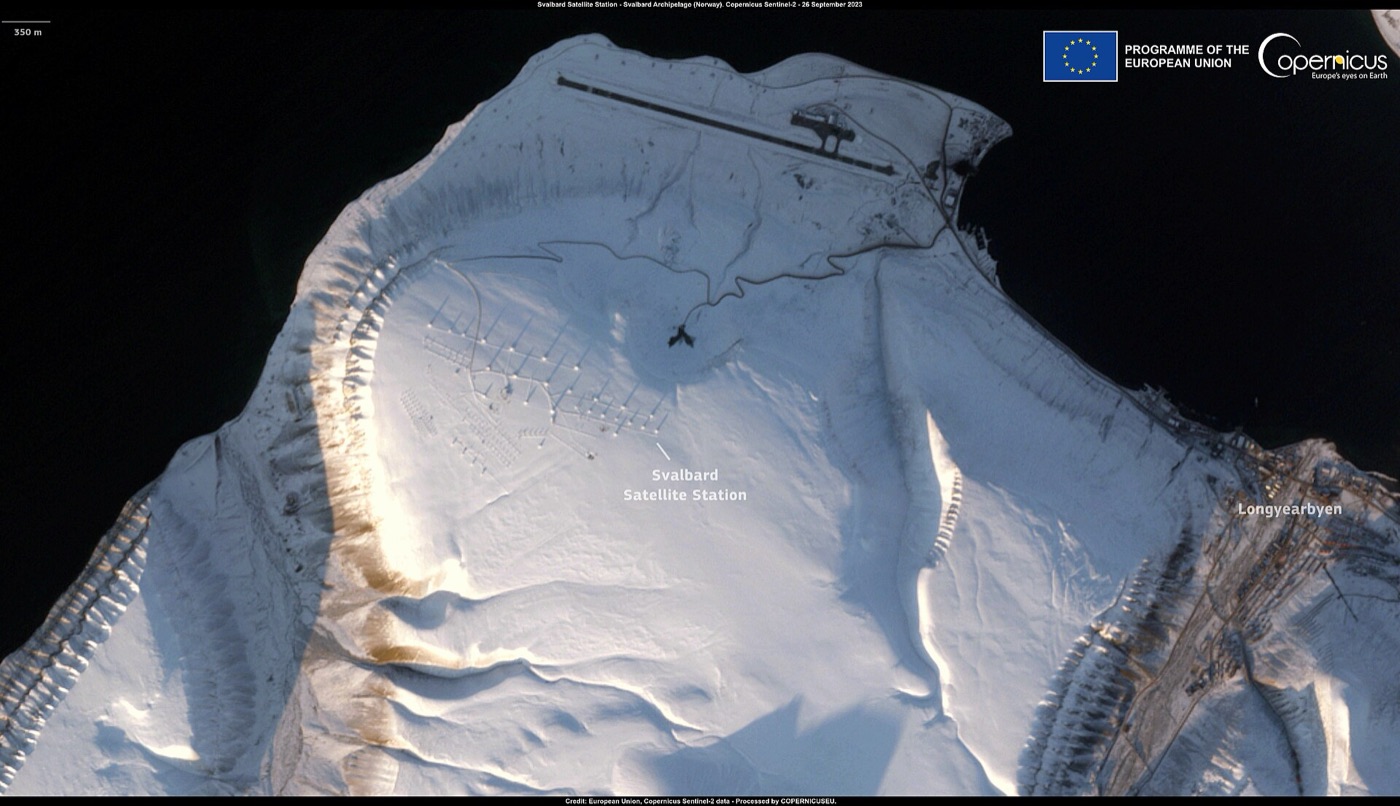 Svalbard Satellite Station - Svalbard Archipelago (Norway). Copernicus Sentinel-2 - 26 September 2023
350 m
PROGRAMME OF THE
EUROPEAN UNION
opernicus
Europe's eyes on Earth
Svalbard
Satellite Station
Longyearbyen
Credit: European Union, Copernicus Sentinel-2 data - Processed by COPERNICUSEU.